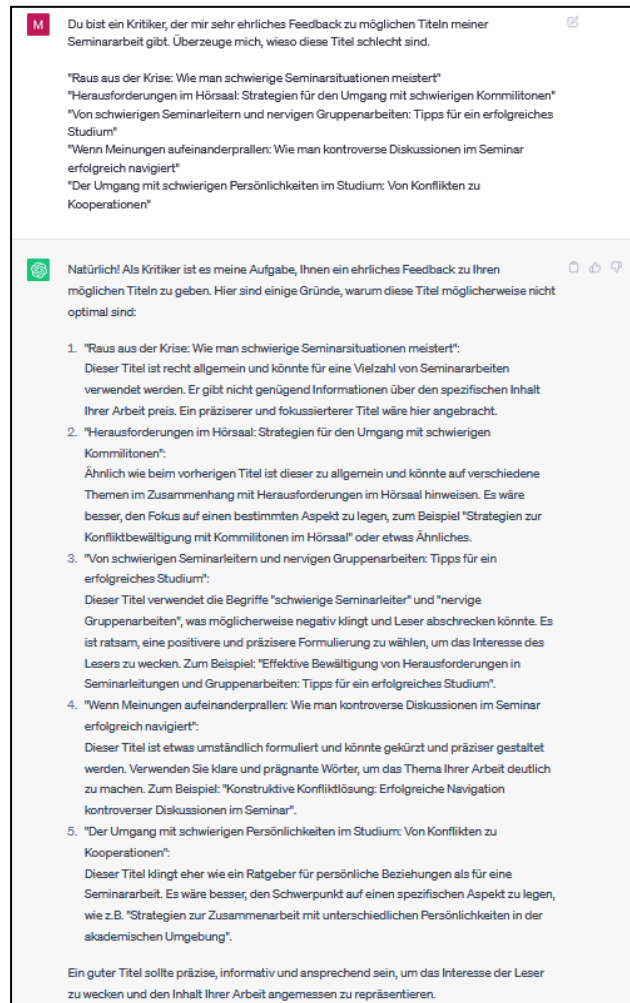 M
Du bist ein Kritiker, der mir sehr ehrliches Feedback zu möglichen Titeln meiner
Seminararbeit gibt. Überzeuge mich, wieso diese Titel schlecht sind.
"Raus aus der Krise: Wie man schwierige Seminarsituationen meistert"
"Herausforderungen im Hörsaal: Strategien für den Umgang mit schwierigen Kommilitonen"
"Von schwierigen Seminarleitern und nervigen Gruppenarbeiten: Tipps für ein erfolgreiches
Studium"
"Wenn Meinungen aufeinanderprallen: Wie man kontroverse Diskussionen im Seminar
erfolgreich navigiert"
"Der Umgang mit schwierigen Persönlichkeiten im Studium: Von Konflikten zu
Kooperationen"
Natürlich! Als Kritiker ist es meine Aufgabe, Ihnen ein ehrliches Feedback zu Ihren
möglichen Titeln zu geben. Hier sind einige Gründe, warum diese Titel möglicherweise nicht
optimal sind:
1. "Raus aus der Krise: Wie man schwierige Seminarsituationen meistert":
Dieser Titel ist recht allgemein und könnte für eine Vielzahl von Seminararbeiten
verwendet werden. Er gibt nicht genügend Informationen über den spezifischen Inhalt
Ihrer Arbeit preis. Ein präziserer und fokussierterer Titel wäre hier angebracht.
2. "Herausforderungen im Hörsaal: Strategien für den Umgang mit schwierigen
Kommilitonen":
Ähnlich wie beim vorherigen Titel ist dieser zu allgemein und könnte auf verschiedene
Themen im Zusammenhang mit Herausforderungen im Hörsaal hinweisen. Es wäre
besser, den Fokus auf einen bestimmten Aspekt zu legen, zum Beispiel "Strategien zur
Konfliktbewältigung mit Kommilitonen im Hörsaal" oder etwas Ähnliches.
3. "Von schwierigen Seminarleitern und nervigen Gruppenarbeiten: Tipps für ein
erfolgreiches Studium":
Dieser Titel verwendet die Begriffe "schwierige Seminarleiter" und "nervige
Gruppenarbeiten", was möglicherweise negativ klingt und Leser abschrecken könnte. Es
ist ratsam, eine positivere und präzisere Formulierung zu wählen, um das Interesse des
Lesers zu wecken. Zum Beispiel: "Effektive Bewältigung von Herausforderungen in
Seminarleitungen und Gruppenarbeiten: Tipps für ein erfolgreiches Studium".
4. "Wenn Meinungen aufeinanderprallen: Wie man kontroverse Diskussionen im Seminar
erfolgreich navigiert":
Dieser Titel ist etwas umständlich formuliert und könnte gekürzt und präziser gestaltet
werden. Verwenden Sie klare und prägnante Wörter, um das Thema Ihrer Arbeit deutlich
zu machen. Zum Beispiel: "Konstruktive Konfliktlösung: Erfolgreiche Navigation
kontroverser Diskussionen im Seminar".
5. "Der Umgang mit schwierigen Persönlichkeiten im Studium: Von Konflikten zu
Kooperationen":
Dieser Titel klingt eher wie ein Ratgeber für persönliche Beziehungen als für eine
Seminararbeit. Es wäre besser, den Schwerpunkt auf einen spezifischen Aspekt zu legen,
wie z.B. "Strategien zur Zusammenarbeit mit unterschiedlichen Persönlichkeiten in der
akademischen Umgebung".
Ein guter Titel sollte präzise, informativ und ansprechend sein, um das Interesse der Leser
zu wecken und den Inhalt Ihrer Arbeit angemessen zu repräsentieren.